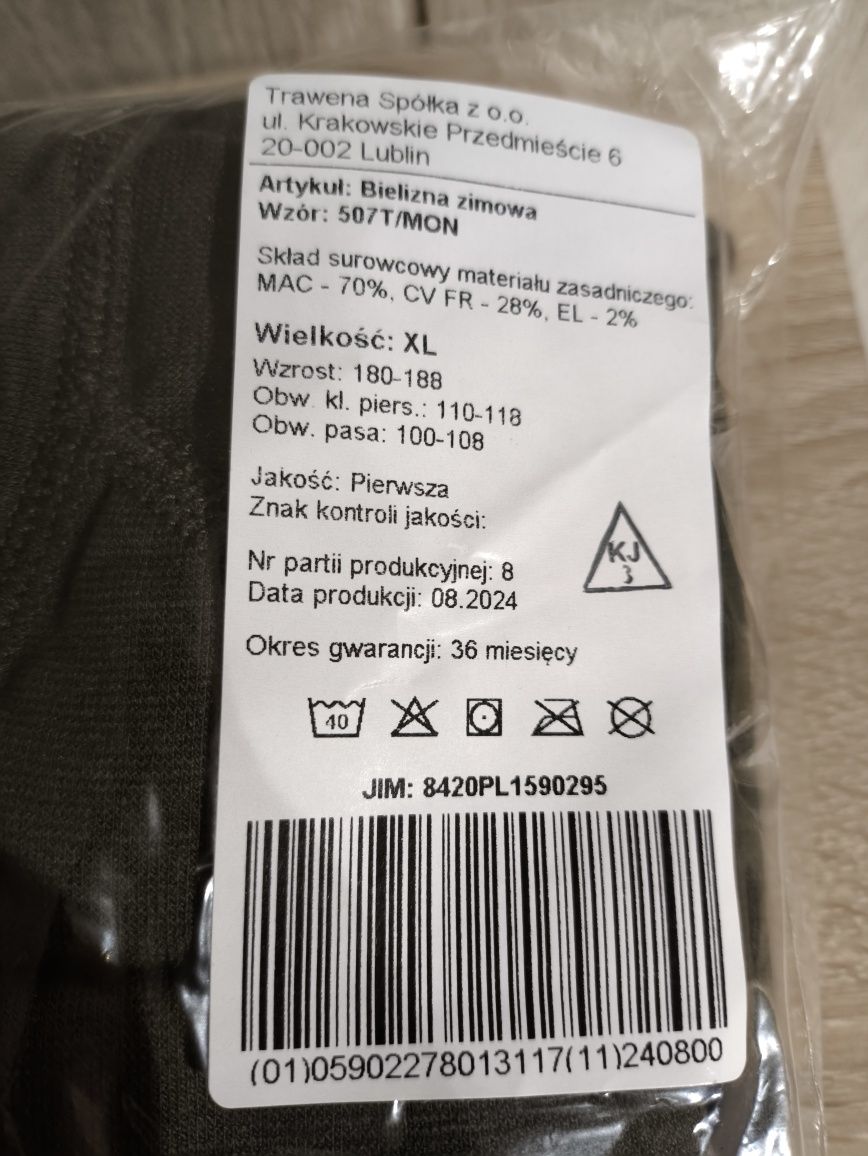 Trawena Spółka z o.o.
ul. Krakowskie Przedmieście 6
20-002 Lublin
Artykuł: Bielizna zimowa
Wzór: 507T/MON
Skład surowcowy materiału zasadniczego:
MAC - 70%, CV FR - 28%, EL - 2%
Wielkość: XL
Wzrost: 180-188
Obw. kl. piers.: 110-118
Obw. pasa: 100-108
Jakość: Pierwsza
Znak kontroli jakości:
KJ
3
Nr partii produkcyjnej: 8
Data produkcji: 08.2024
Okres gwarancji: 36 miesięcy
40
JIM: 8420PL1590295
(01)05902278013117(11)240800